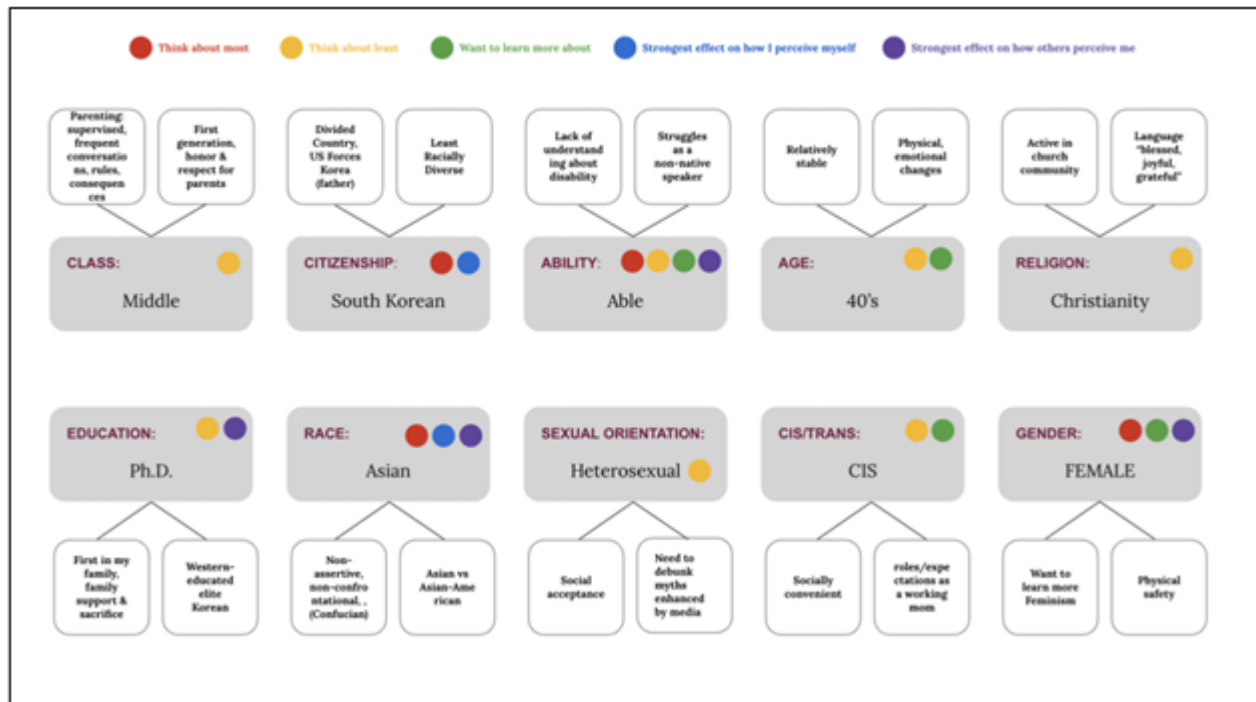 Think about most
Think about least
Want to learn more about
Strongest effect on how I perceive myself
Strongest effect on how others perceive me
Parenting:
supervised,
frequent
conversatio
ns, rules,
consequen
ces
First
generation,
honor &
respect for
parents
Divided
Country,
US Forces
Korea
(father)
Least
Racially
Diverse
Lack of
understand
ing about
disability
Struggles
as a
non-native
speaker
Relatively
stable
Physical,
emotional
changes
Active in
church
community
Language
"blessed,
joyful,
grateful"
CLASS:
Middle
CITIZENSHIP:
South Korean
ABILITY:
Able
AGE:
40's
RELIGION:
Christianity
EDUCATION:
Ph.D.
RACE:
Asian
SEXUAL ORIENTATION:
Heterosexual
CIS/TRANS:
CIS
GENDER:
FEMALE
First in my
family,
family
support &
sacrifice
Western-
educated
elite
Korean
Non-
assertive,
non-confro
ntational, ,
(Confucian)
Asian vs
Asian-Ame
rican
Social
acceptance
Need to
debunk
myths
enhanced
by media
Socially
convenient
roles/expe
ctations as
a working
mom
Want to
learn more
Feminism
Physical
safety